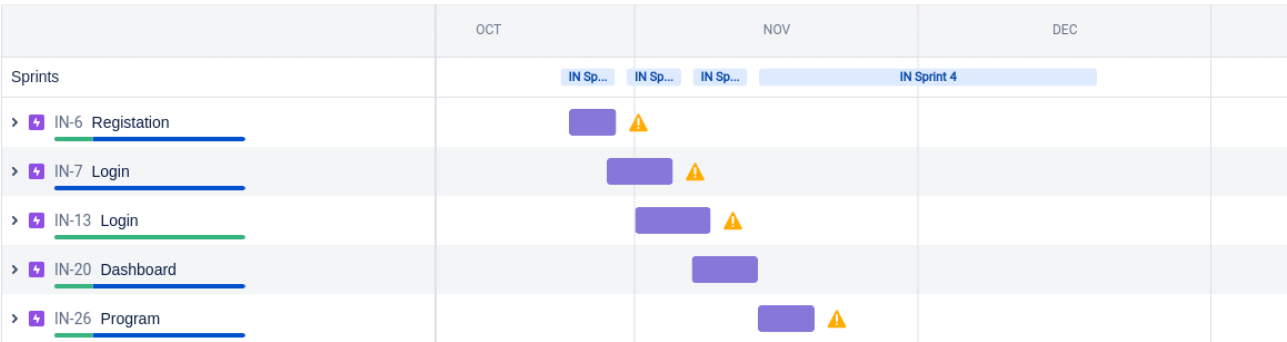 OCT NOV DEC
Sprints IN Sp... IN Sp... IN Sp... IN Sprint 4
IN-6 Registation
IN-7 Login
IN-13 Login
IN-20 Dashboard
IN-26 Program